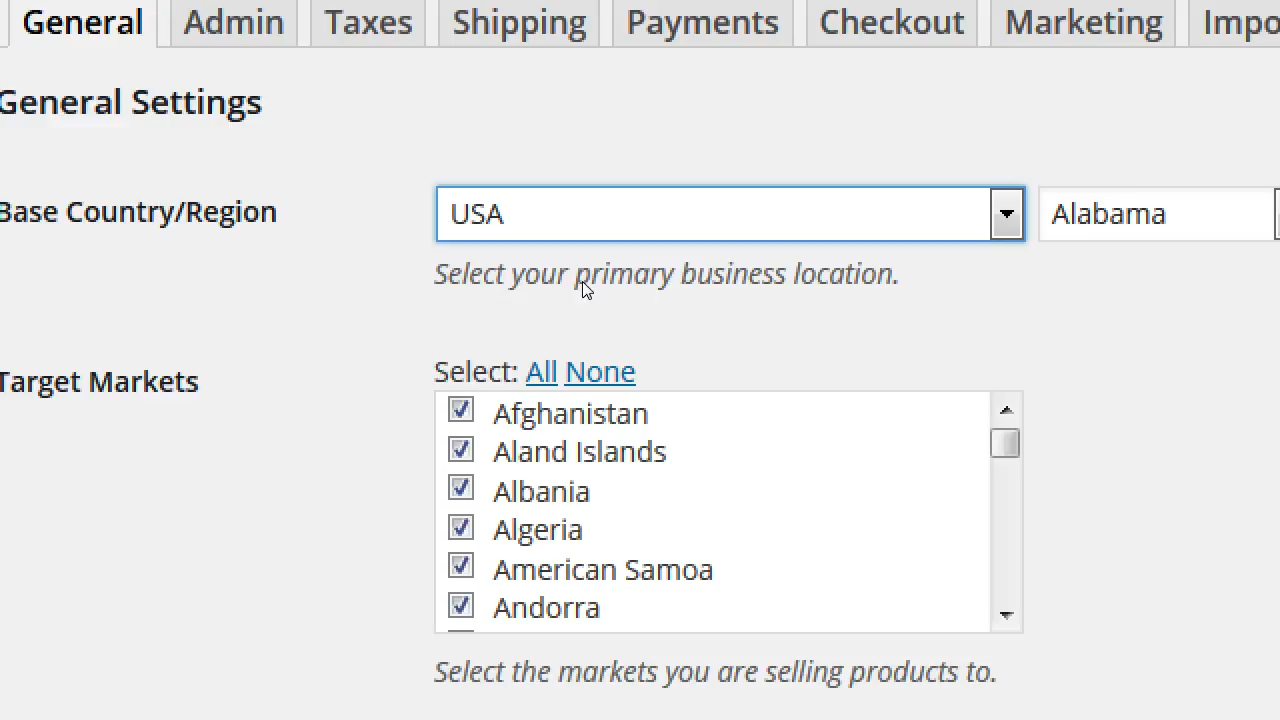 General Admin Taxes Shipping Payments Checkout Marketing Impo
General Settings
Base Country/Region USA Alabama
Select your primary business location.
Target Markets Select: All None
Afghanistan
Aland Islands
Albania
Algeria
American Samoa
Andorra
Select the markets you are selling products to.